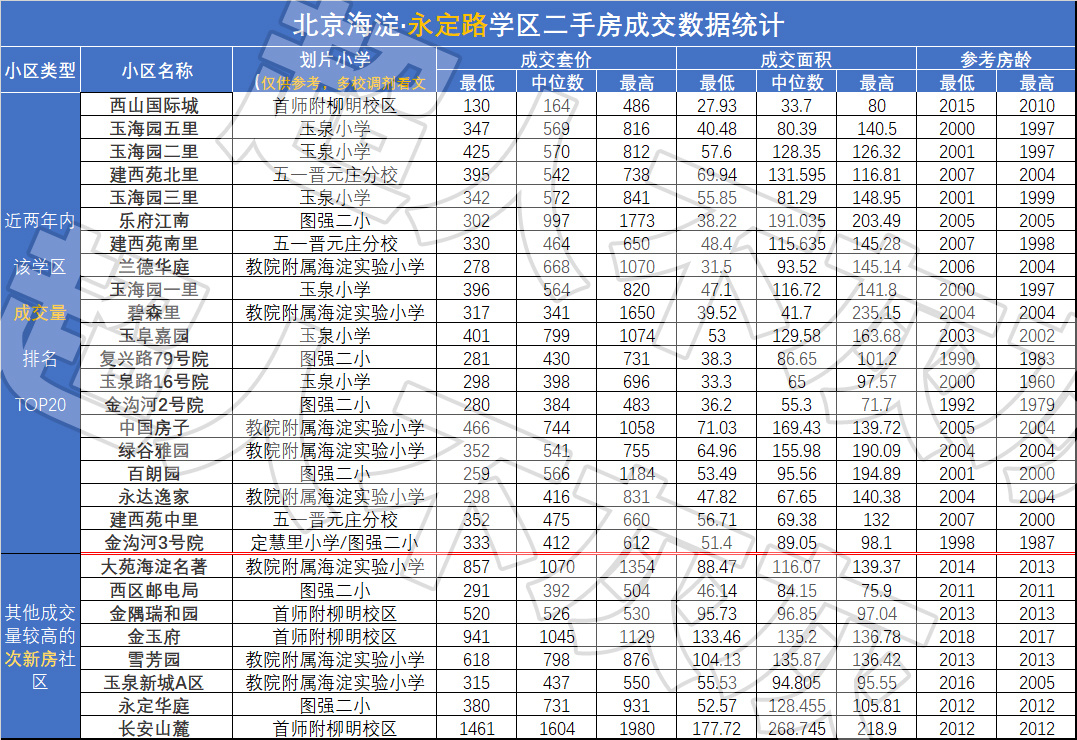 北京海淀·永定路学区二手房成交数据统计
小区类型 小区名称 划片小学 成交套价 成交面积 参考房龄
(仅供参考，多校调剂看文 最低 中位数 最高 最低 中位数 最高 最低 最高
近两年内
该学区
成交量
排名
TOP20
西山国际城 首师附柳明校区 130 164 486 27.93 33.7 80 2015 2010
玉海园五里 玉泉小学 347 569 816 40.48 80.39 140.5 2000 1997
玉海园二里 玉泉小学 425 570 812 57.6 128.35 126.32 2001 1997
建西苑北里 五一晋元庄分校 395 542 738 69.94 131.595 116.81 2007 2004
玉海园三里 玉泉小学 342 572 841 55.85 81.29 148.95 2001 1999
乐府江南 图强二小 302 997 1773 38.22 191.035 203.49 2005 2005
建西苑南里 五一晋元庄分校 330 464 650 48.4 115.635 145.28 2007 1998
兰德华庭 教院附属海淀实验小学 278 668 1070 31.5 93.52 145.14 2006 2004
玉海园一里 玉泉小学 396 564 820 47.1 116.72 141.8 2000 1997
碧森里 教院附属海淀实验小学 317 341 1650 39.52 41.7 235.15 2004 2004
玉阜嘉园 玉泉小学 401 799 1074 53 129.58 163.68 2003 2002
复兴路79号院 图强二小 281 430 731 38.3 86.65 101.2 1990 1983
玉泉路16号院 玉泉小学 298 398 696 33.3 65 97.57 2000 1960
金沟河2号院 图强二小 280 384 483 36.2 55.3 71.7 1992 1979
中国房子 教院附属海淀实验小学 466 744 1058 71.03 169.43 139.72 2005 2004
绿谷雅园 教院附属海淀实验小学 352 541 755 64.96 155.98 190.09 2004 2004
百朗园 图强二小 259 566 1184 53.49 95.56 194.89 2001 2000
永达逸家 教院附属海淀实验小学 298 416 831 47.82 67.65 140.38 2004 2004
建西苑中里 五一晋元庄分校 352 475 660 56.71 69.38 132 2007 2000
金沟河3号院 定慧里小学/图强二小 333 412 612 51.4 89.05 98.1 1998 1987
其他成交
量较高的
次新房社
区
大苑海淀名著 教院附属海淀实验小学 857 1070 1354 88.47 116.07 139.37 2014 2013
西区邮电局 图强二小 291 392 504 46.14 84.15 75.9 2011 2011
金隅瑞和园 首师附柳明校区 520 526 530 95.73 96.85 97.04 2013 2013
金玉府 首师附柳明校区 941 1045 1129 133.46 135.2 136.78 2018 2017
雪芳园 教院附属海淀实验小学 618 798 876 104.13 135.87 136.42 2013 2013
玉泉新城A区 教院附属海淀实验小学 315 437 550 55.53 94.805 95.55 2016 2005
永定华庭 图强二小 380 731 931 52.57 128.455 105.81 2012 2012
长安山麓 首师附柳明校区 1461 1604 1980 177.72 268.745 218.9 2012 2012